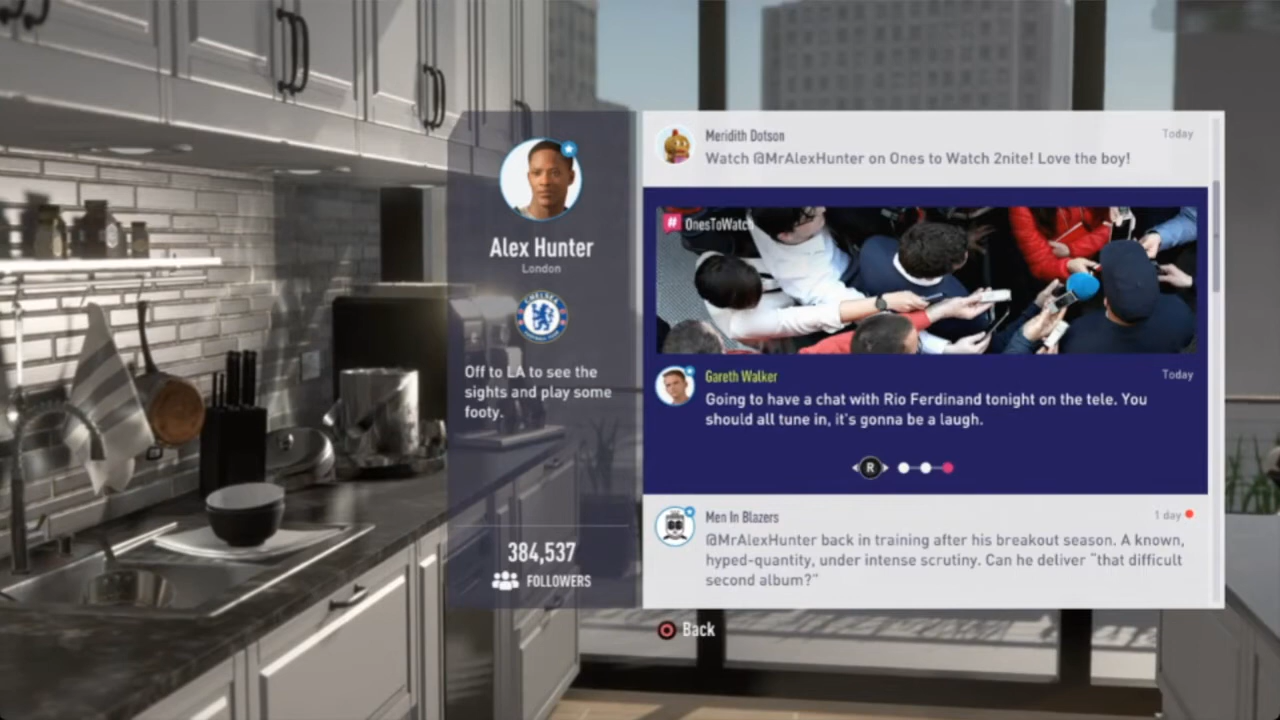 Alex Hunter
London
CHELSEA
FOOTBALL CLUB
Off to LA to see the
sights and play some
footy.
384,537
FOLLOWERS
Meridith Dotson
Today
Watch @MrAlexHunter on Ones to Watch 2nite! Love the boy!
# OnesToWatch
Gareth Walker
Today
Going to have a chat with Rio Ferdinand tonight on the tele. You
should all tune in, it's gonna be a laugh.
R
Men In Blazers
1 day
@MrAlexHunter back in training after his breakout season. A known,
hyped-quantity, under intense scrutiny. Can he deliver "that difficult
second album?"
Back